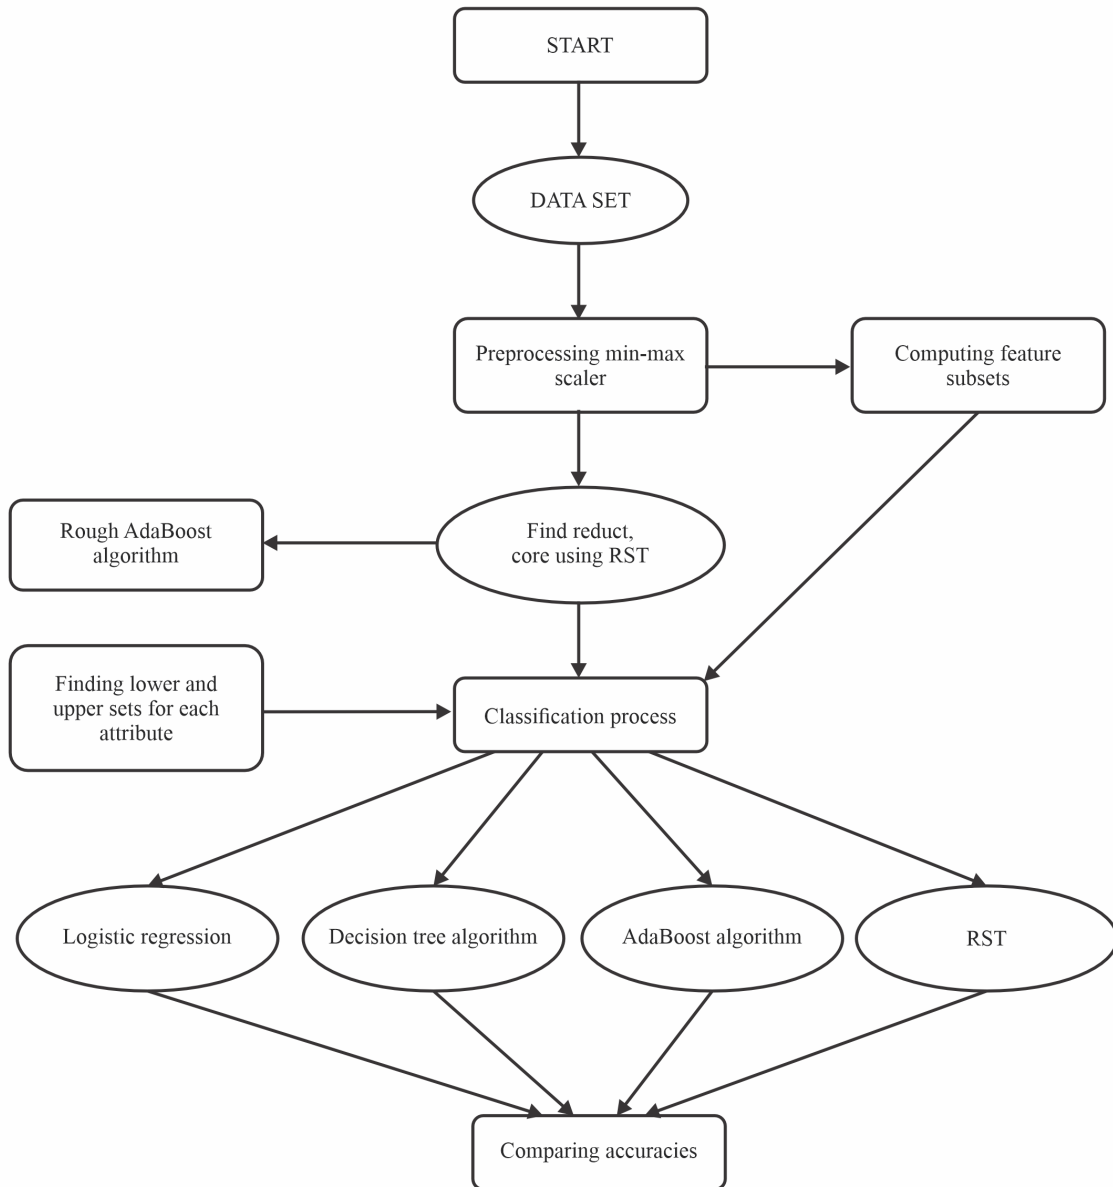 START
DATA SET
Preprocessing min-max
scaler
Computing feature
subsets
Rough AdaBoost
algorithm
Find reduct,
core using RST
Finding lower and
upper sets for each
attribute
Classification process
Logistic regression
Decision tree algorithm
AdaBoost algorithm
RST
Comparing accuracies